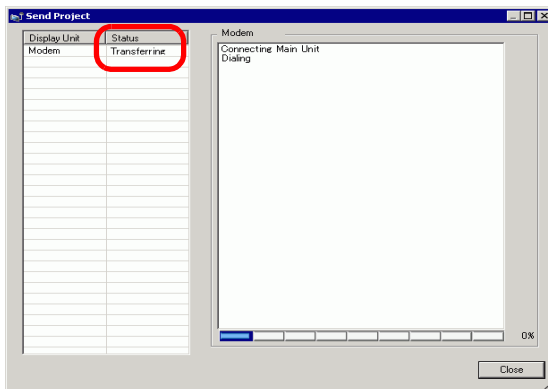 Send Project
Display Unit Status
Modem Transferring
Modem
Connecting Main Unit
Dialing
0%
Close